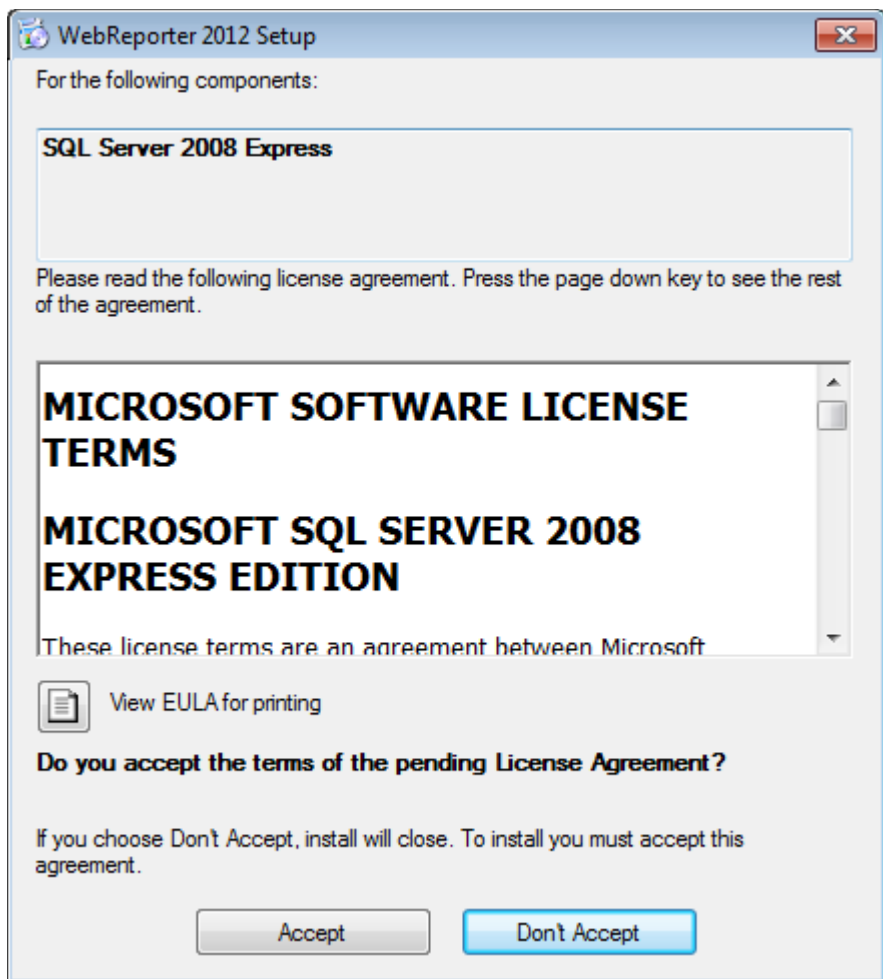 WebReporter 2012 Setup
For the following components:
SQL Server 2008 Express
Please read the following license agreement. Press the page down key to see the rest
of the agreement.
MICROSOFT SOFTWARE LICENSE
TERMS
MICROSOFT SQL SERVER 2008
EXPRESS EDITION
These license terms are an agreement between Microsoft
View EULA for printing
Do you accept the terms of the pending License Agreement?
If you choose Don't Accept, install will close. To install you must accept this
agreement.
Accept
Don't Accept